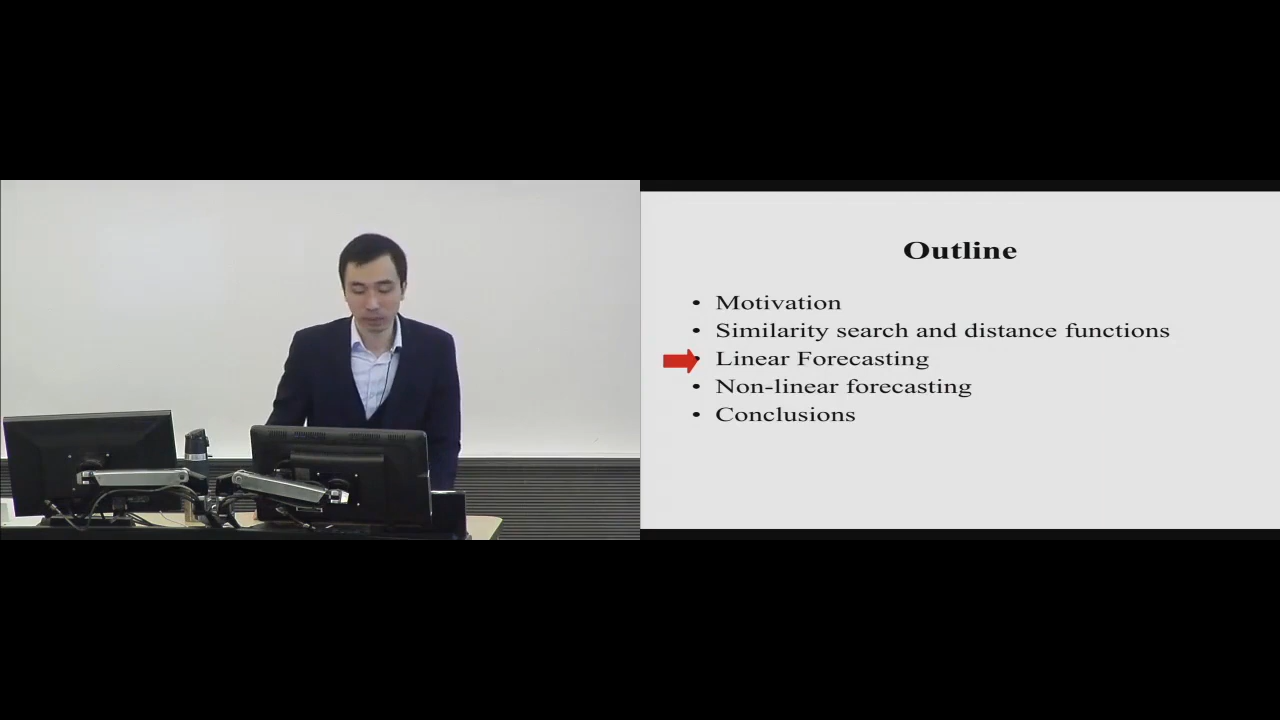 Outline
• Motivation
• Similarity search and distance functions
• Linear Forecasting
• Non-linear forecasting
• Conclusions